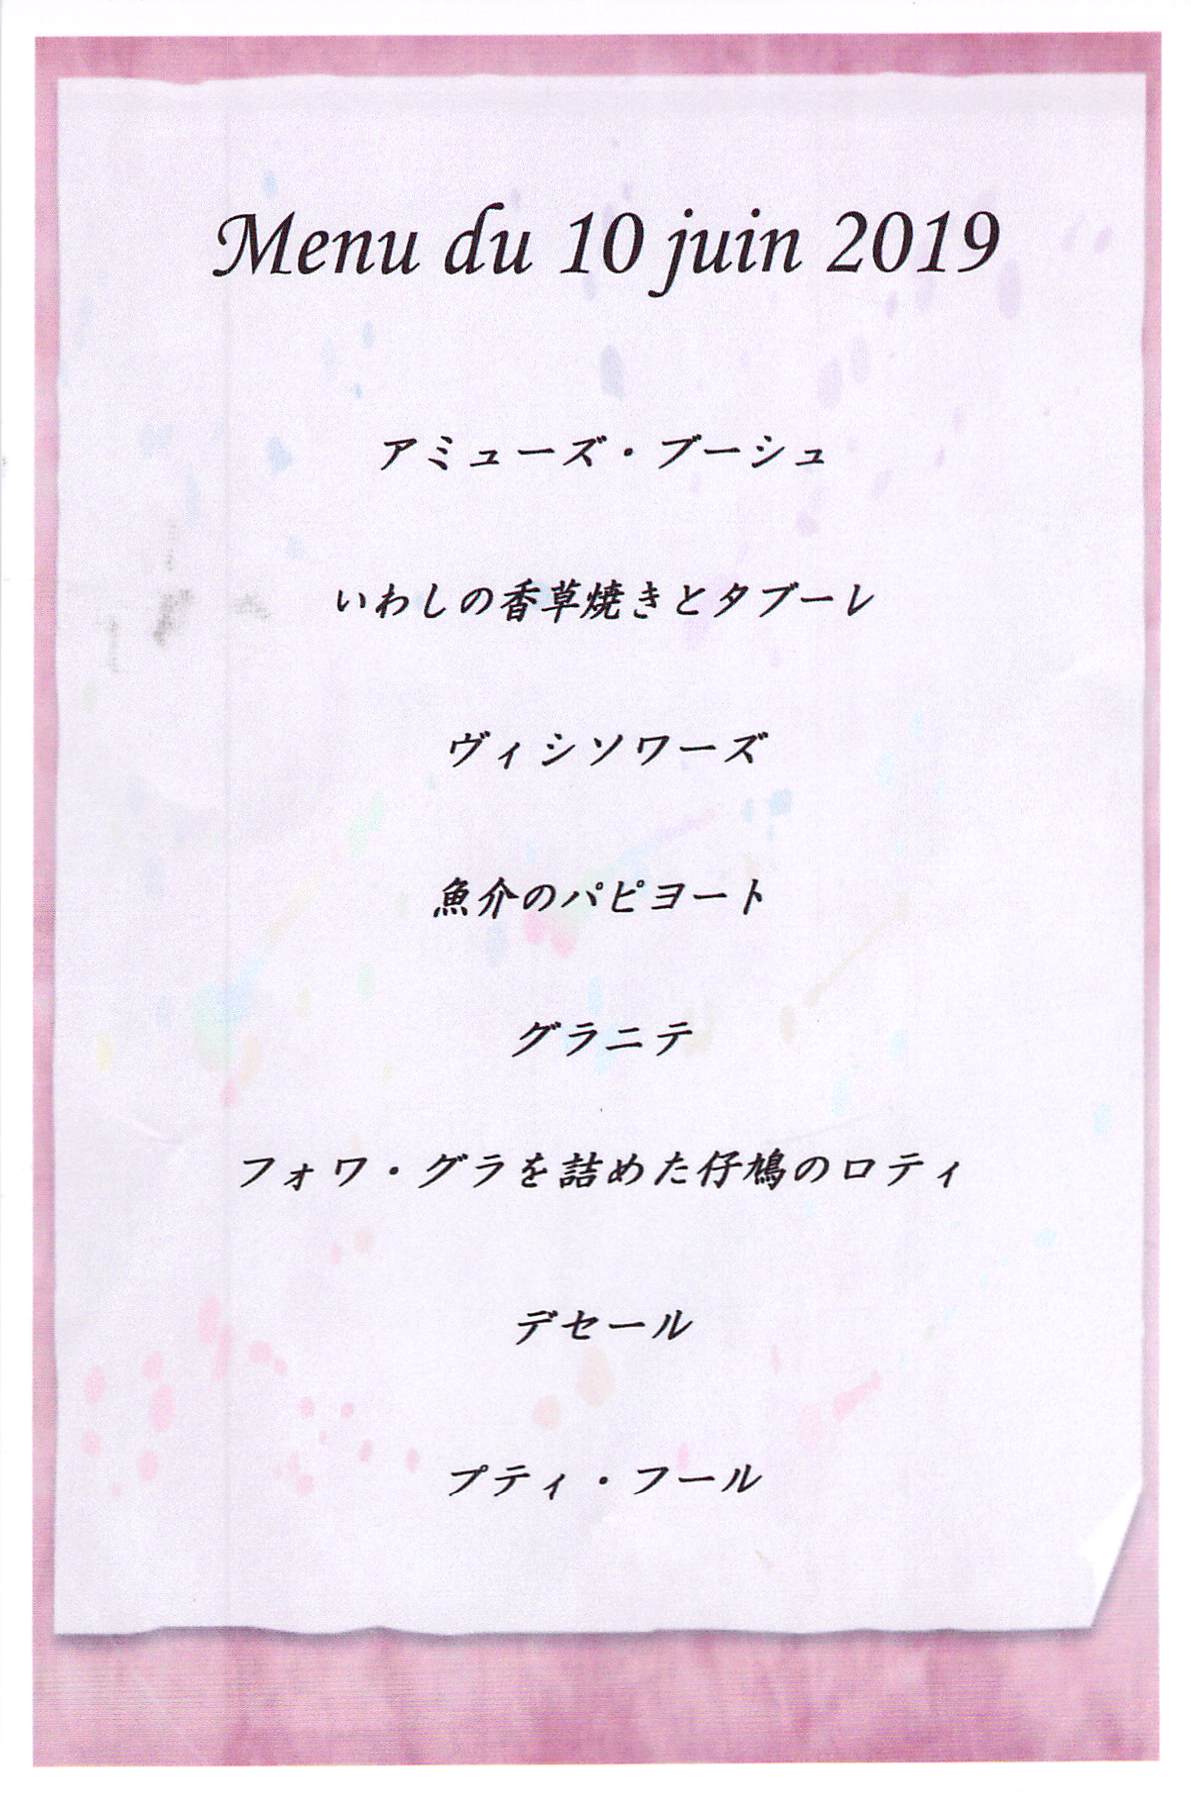 Menu du 10 juin 2019
アミューズ・ブーシュ
いわしの香草焼きとタブーレ
ヴィシソワーズ
魚介のパピヨート
グラニテ
フォワ・グラを詰めた仔鳩のロティ
デセール
プティ・フール